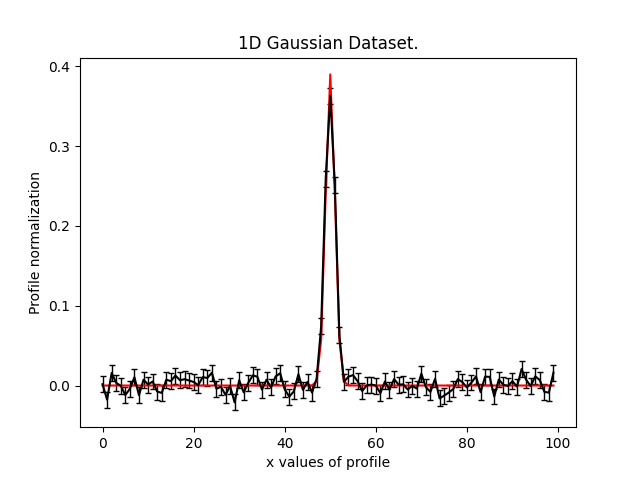 1D Gaussian Dataset.
0.4
0.3
0.2
0.1
0.0
Profile normalization
0 20 40 60 80 100
x values of profile